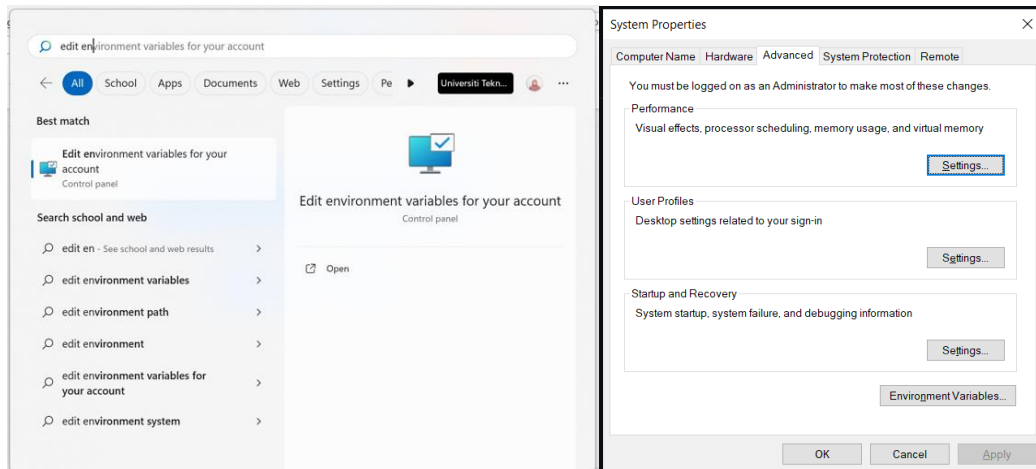 edit environment variables for your account
All School Apps Documents Web Settings Pe Universiti Tekn...
Best match
Edit environment variables for your
account
Control panel
Search school and web
edit en - See school and web results
edit environment variables
edit environment path
edit environment
edit environment variables for
your account
edit environment system
Edit environment variables for your account
Control panel
Open
System Properties
Computer Name Hardware Advanced System Protection Remote
You must be logged on as an Administrator to make most of these changes.
Performance
Visual effects, processor scheduling, memory usage, and virtual memory
Settings...
User Profiles
Desktop settings related to your sign-in
Settings...
Startup and Recovery
System startup, system failure, and debugging information
Settings...
Environment Variables...
OK Cancel Apply